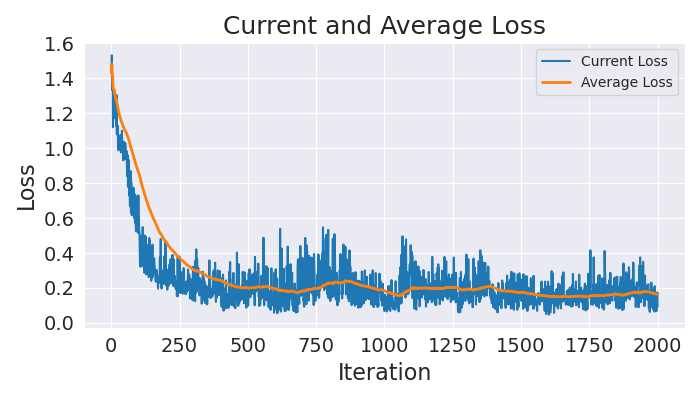 Current and Average Loss
Loss
1.6
1.4
1.2
1.0
0.8
0.6
0.4
0.2
0.0
Current Loss
Average Loss
0 250 500 750 1000 1250 1500 1750 2000
Iteration